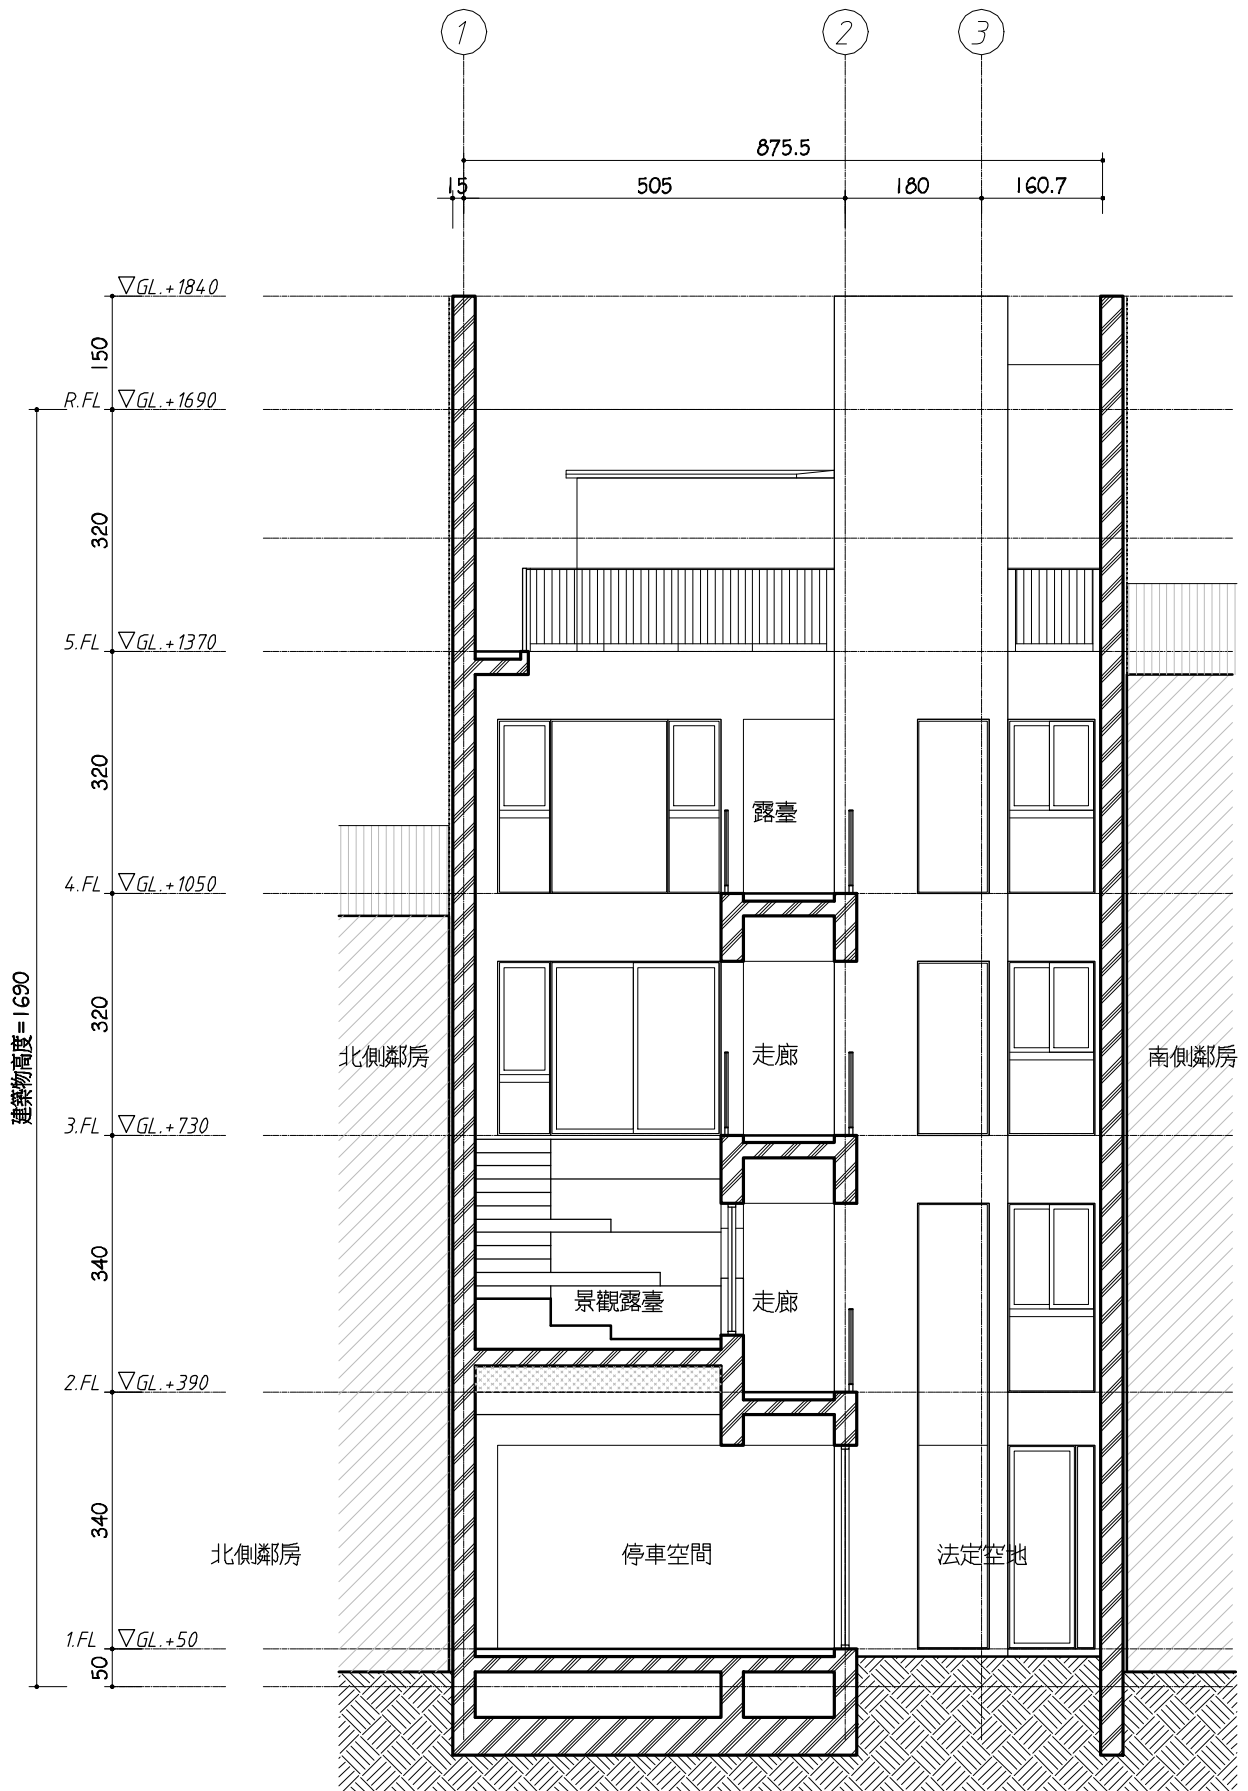 1 2 3
875.5
15 505 180 160.7
▽GL.+1840
150
R.FL ▽GL.+1690
320
5.FL ▽GL.+1370
320
露臺
4.FL ▽GL.+1050
320
建築物高度=1690
北側鄰房 走廊 南側鄰房
3.FL ▽GL.+730
340
景觀露臺 走廊
2.FL ▽GL.+390
340
北側鄰房 停車空間 法定空地
1.FL ▽GL.+50
50